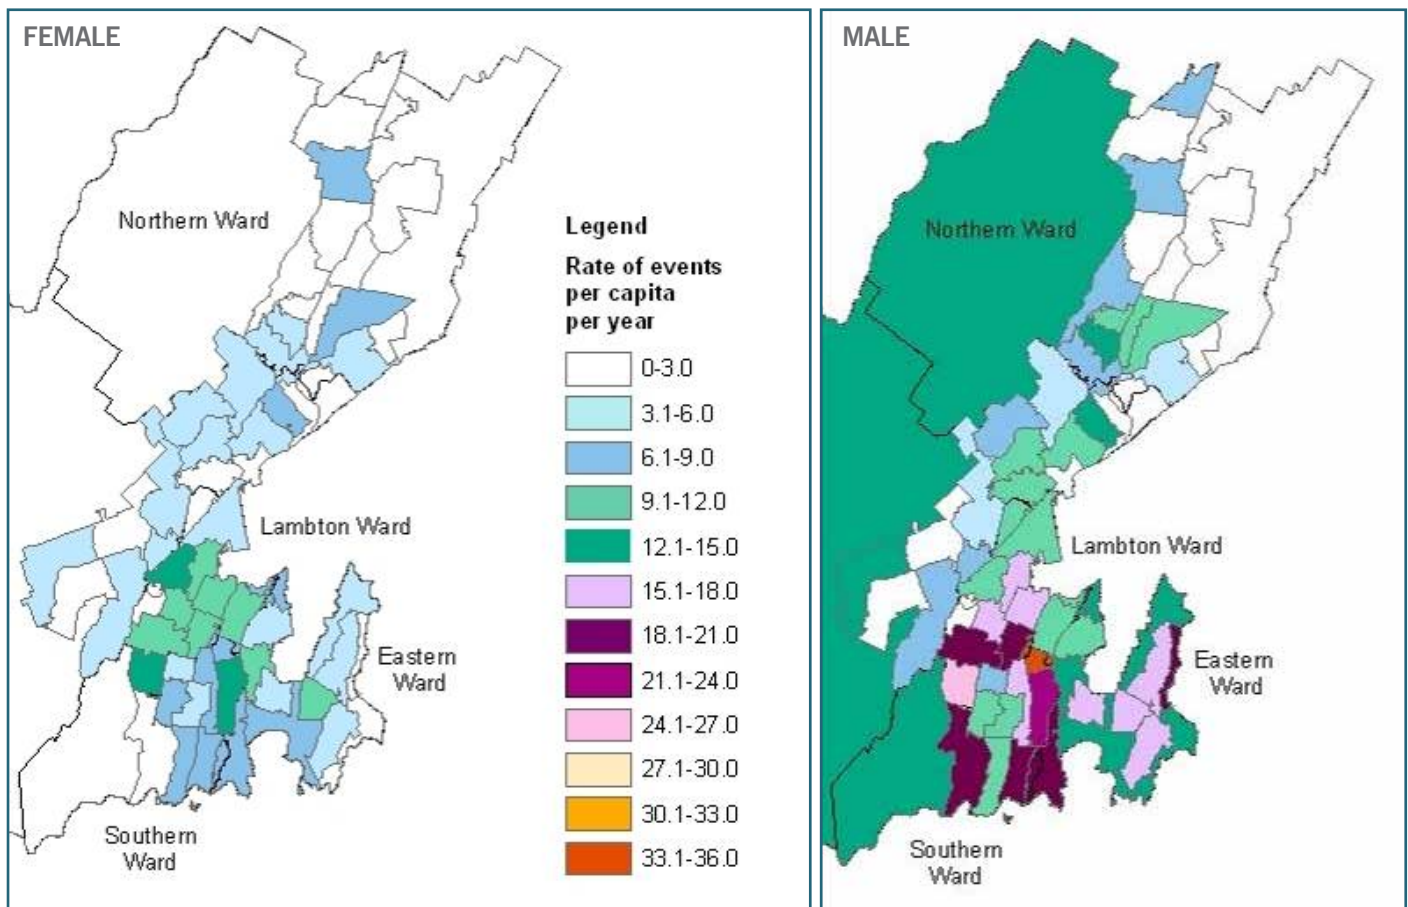 FEMALE
Northern Ward
Lambton Ward
Eastern
Ward
Southern
Ward
Legend
Rate of events
per capita
per year
0-3.0
3.1-6.0
6.1-9.0
9.1-12.0
12.1-15.0
15.1-18.0
18.1-21.0
21.1-24.0
24.1-27.0
27.1-30.0
30.1-33.0
33.1-36.0
MALE
Northern Ward
Lambton Ward
Eastern
Ward
Southern
Ward